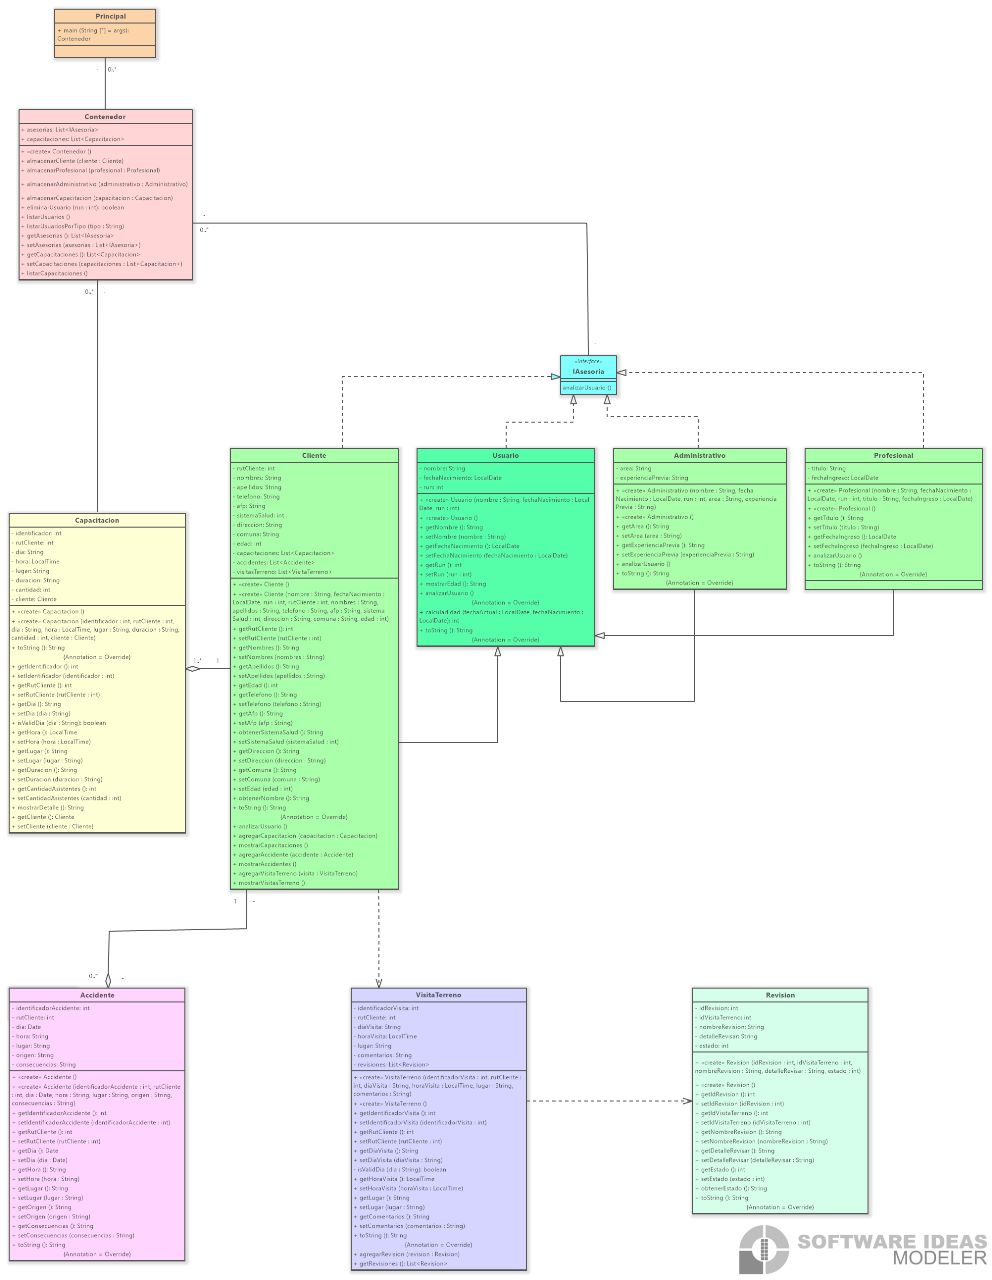 Principal
+ main (String [*] = args):
Contenedor
0..*
Contenedor
+ asesorias: List<IAsesoria>
+ capacitaciones: List<Capacitacion>
+ «create» Contenedor ()
+ almacenarCliente (cliente : Cliente)
+ almacenarProfesional (profesional : Profesional)
+ almacenarAdministrativo (administrativo : Administrativo)
+ almacenarCapacitacion (capacitacion : Capacitacion)
+ eliminarUsuario (run : int): boolean
+ listarUsuarios ()
+ listarUsuariosPorTipo (tipo : String)
+ getAsesorias (): List<IAsesoria>
+ setAsesorias (asesorias : List<IAsesoria>)
+ getCapacitaciones (): List<Capacitacion>
+ setCapacitaciones (capacitaciones : List<Capacitacion>)
+ listarCapacitaciones ()
0..*
0..*
«interface»
IAsesoria
analizarUsuario ()
Cliente
- rutCliente: int
- nombres: String
- apellidos: String
- telefono: String
- afp: String
- sistemaSalud: int
- direccion: String
- comuna: String
- edad: int
- capacitaciones: List<Capacitacion>
- accidentes: List<Accidente>
- visitasTerreno: List<VisitaTerreno>
+ «create» Cliente ()
+ «create» Cliente (nombre : String, fechaNacimiento :
LocalDate, run : int, rutCliente : int, nombres : String,
apellidos : String, telefono : String, afp : String, sistema
Salud : int, direccion : String, comuna : String, edad : int)
+ getRutCliente (): int
+ setRutCliente (rutCliente : int)
+ getNombres (): String
+ setNombres (nombres : String)
+ getApellidos (): String
+ setApellidos (apellidos : String)
+ getEdad (): int
+ getTelefono (): String
+ setTelefono (telefono : String)
+ getAfp (): String
+ setAfp (afp : String)
+ obtenerSistemaSalud (): String
+ setSistemaSalud (sistemaSalud : int)
+ getDireccion (): String
+ setDireccion (direccion : String)
+ getComuna (): String
+ setComuna (comuna : String)
+ setEdad (edad : int)
+ obtenerNombre (): String
+ toString (): String
{Annotation = Override}
+ analizarUsuario ()
+ agregarCapacitacion (capacitacion : Capacitacion)
+ mostrarCapacitaciones ()
+ agregarAccidente (accidente : Accidente)
+ mostrarAccidentes ()
+ agregarVisitaTerreno (visita : VisitaTerreno)
+ mostrarVisitasTerreno ()
Usuario
- nombre: String
- fechaNacimiento: LocalDate
- run: int
+ «create» Usuario (nombre : String, fechaNacimiento : Local
Date, run : int)
+ «create» Usuario ()
+ getNombre (): String
+ setNombre (nombre : String)
+ getFechaNacimiento (): LocalDate
+ setFechaNacimiento (fechaNacimiento : LocalDate)
+ getRun (): int
+ setRun (run : int)
+ mostrarEdad (): String
+ analizarUsuario ()
{Annotation = Override}
+ calcularEdad (fechaActual : LocalDate, fechaNacimiento :
LocalDate): int
+ toString (): String
{Annotation = Override}
Administrativo
- area: String
- experienciaPrevia: String
+ «create» Administrativo (nombre : String, fecha
Nacimiento : LocalDate, run : int, area : String, experiencia
Previa : String)
+ «create» Administrativo ()
+ getArea (): String
+ setArea (area : String)
+ getExperienciaPrevia (): String
+ setExperienciaPrevia (experienciaPrevia : String)
+ analizarUsuario ()
+ toString (): String
{Annotation = Override}
Profesional
- titulo: String
- fechaIngreso: LocalDate
+ «create» Profesional (nombre : String, fechaNacimiento :
LocalDate, run : int, titulo : String, fechaIngreso : LocalDate)
+ «create» Profesional ()
+ getTitulo (): String
+ setTitulo (titulo : String)
+ getFechaIngreso (): LocalDate
+ setFechaIngreso (fechaIngreso : LocalDate)
+ analizarUsuario ()
+ toString (): String
{Annotation = Override}
Capacitacion
- identificador: int
- rutCliente: int
- dia: String
- hora: LocalTime
- lugar: String
- duracion: String
- cantidad: int
- cliente: Cliente
+ «create» Capacitacion ()
+ «create» Capacitacion (identificador : int, rutCliente : int,
dia : String, hora : LocalTime, lugar : String, duracion : String,
cantidad : int, cliente : Cliente)
+ toString (): String
{Annotation = Override}
+ getIdentificador (): int
+ setIdentificador (identificador : int)
+ getRutCliente (): int
+ setRutCliente (rutCliente : int)
+ getDia (): String
+ setDia (dia : String)
+ isValidDia (dia : String): boolean
+ getHora (): LocalTime
+ setHora (hora : LocalTime)
+ getLugar (): String
+ setLugar (lugar : String)
+ getDuracion (): String
+ setDuracion (duracion : String)
+ getCantidadAsistentes (): int
+ setCantidadAsistentes (cantidad : int)
+ mostrarDetalle (): String
+ getCliente (): Cliente
+ setCliente (cliente : Cliente)
1..* 1
1
0..*
Accidente
- identificadorAccidente: int
- rutCliente: int
- dia: Date
- hora: String
- lugar: String
- origen: String
- consecuencias: String
+ «create» Accidente ()
+ «create» Accidente (identificadorAccidente : int, rutCliente
: int, dia : Date, hora : String, lugar : String, origen : String,
consecuencias : String)
+ getIdentificadorAccidente (): int
+ setIdentificadorAccidente (identificadorAccidente : int)
+ getRutCliente (): int
+ setRutCliente (rutCliente : int)
+ getDia (): Date
+ setDia (dia : Date)
+ getHora (): String
+ setHora (hora : String)
+ getLugar (): String
+ setLugar (lugar : String)
+ getOrigen (): String
+ setOrigen (origen : String)
+ getConsecuencias (): String
+ setConsecuencias (consecuencias : String)
+ toString (): String
{Annotation = Override}
VisitaTerreno
- identificadorVisita: int
- rutCliente: int
- diaVisita: String
- horaVisita: LocalTime
- lugar: String
- comentarios: String
- revisiones: List<Revision>
+ «create» VisitaTerreno (identificadorVisita : int, rutCliente :
int, diaVisita : String, horaVisita : LocalTime, lugar : String,
comentarios : String)
+ «create» VisitaTerreno ()
+ getIdentificadorVisita (): int
+ setIdentificadorVisita (identificadorVisita : int)
+ getRutCliente (): int
+ setRutCliente (rutCliente : int)
+ getDiaVisita (): String
+ setDiaVisita (diaVisita : String)
- isValidDia (dia : String): boolean
+ getHoraVisita (): LocalTime
+ setHoraVisita (horaVisita : LocalTime)
+ getLugar (): String
+ setLugar (lugar : String)
+ getComentarios (): String
+ setComentarios (comentarios : String)
+ toString (): String
{Annotation = Override}
+ agregarRevision (revision : Revision)
+ getRevisiones (): List<Revision>
Revision
- idRevision: int
- idVisitaTerreno: int
- nombreRevision: String
- detalleRevisar: String
- estado: int
+ «create» Revision (idRevision : int, idVisitaTerreno : int,
nombreRevision : String, detalleRevisar : String, estado : int)
+ «create» Revision ()
+ getIdRevision (): int
+ setIdRevision (idRevision : int)
+ getIdVisitaTerreno (): int
+ setIdVisitaTerreno (idVisitaTerreno : int)
+ getNombreRevision (): String
+ setNombreRevision (nombreRevision : String)
+ getDetalleRevisar (): String
+ setDetalleRevisar (detalleRevisar : String)
+ getEstado (): int
+ setEstado (estado : int)
+ obtenerEstado (): String
+ toString (): String
{Annotation = Override}
SOFTWARE IDEAS
MODELER